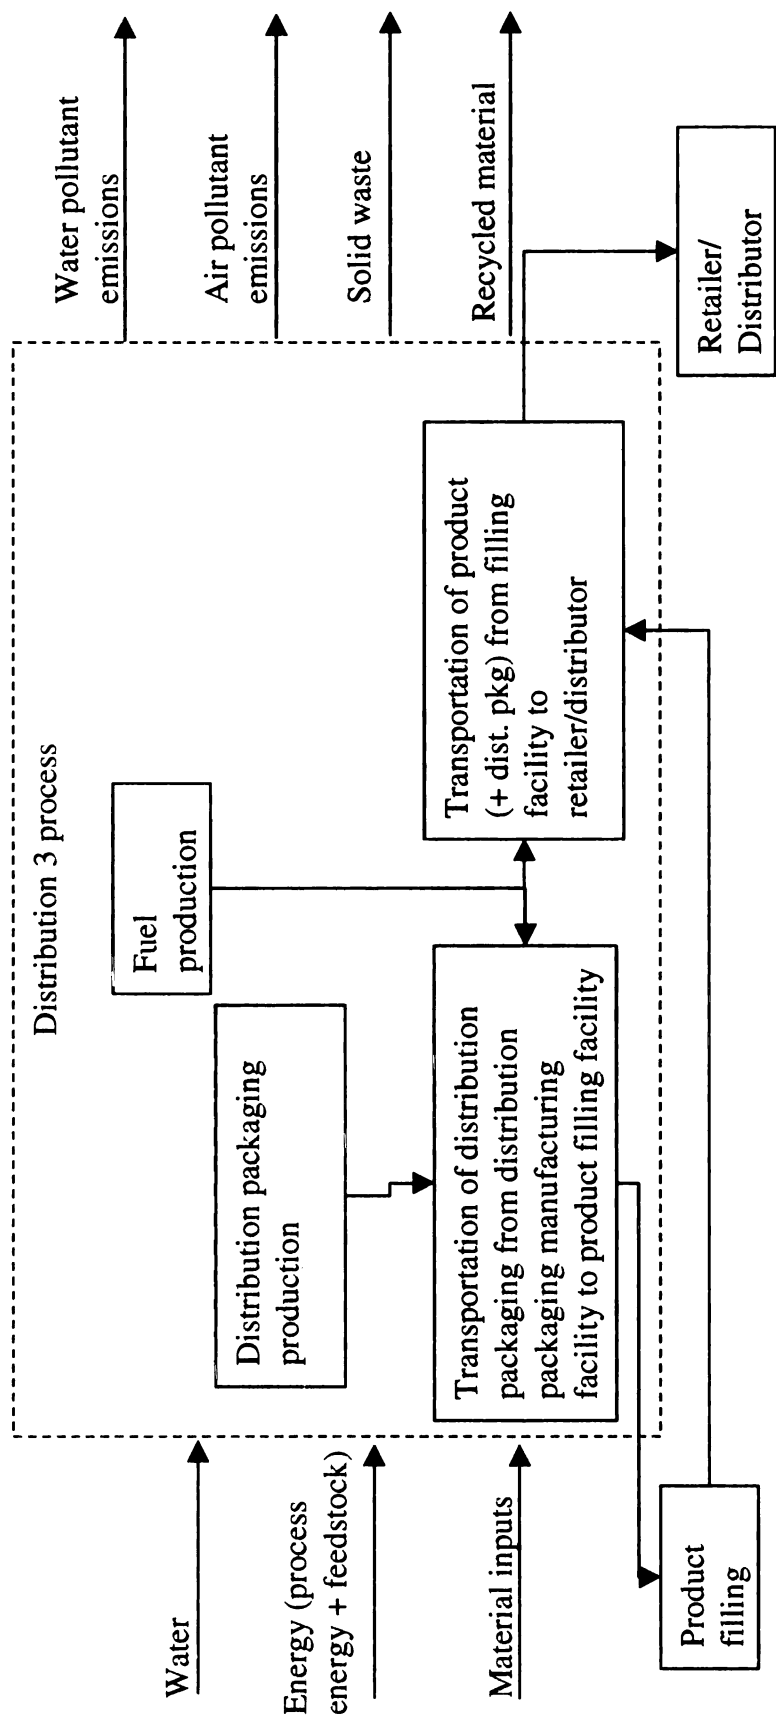 Distribution 3 process
Water
Energy (process
energy + feedstock)
Material inputs
Distribution packaging
production
Fuel
production
Transportation of distribution
packaging from distribution
packaging manufacturing
facility to product filling facility
Transportation of product
(+ dist. pkg) from filling
facility to
retailer/distributor
Water pollutant
emissions
Air pollutant
emissions
Solid waste
Recycled material
Product
filling
Retailer/
Distributor